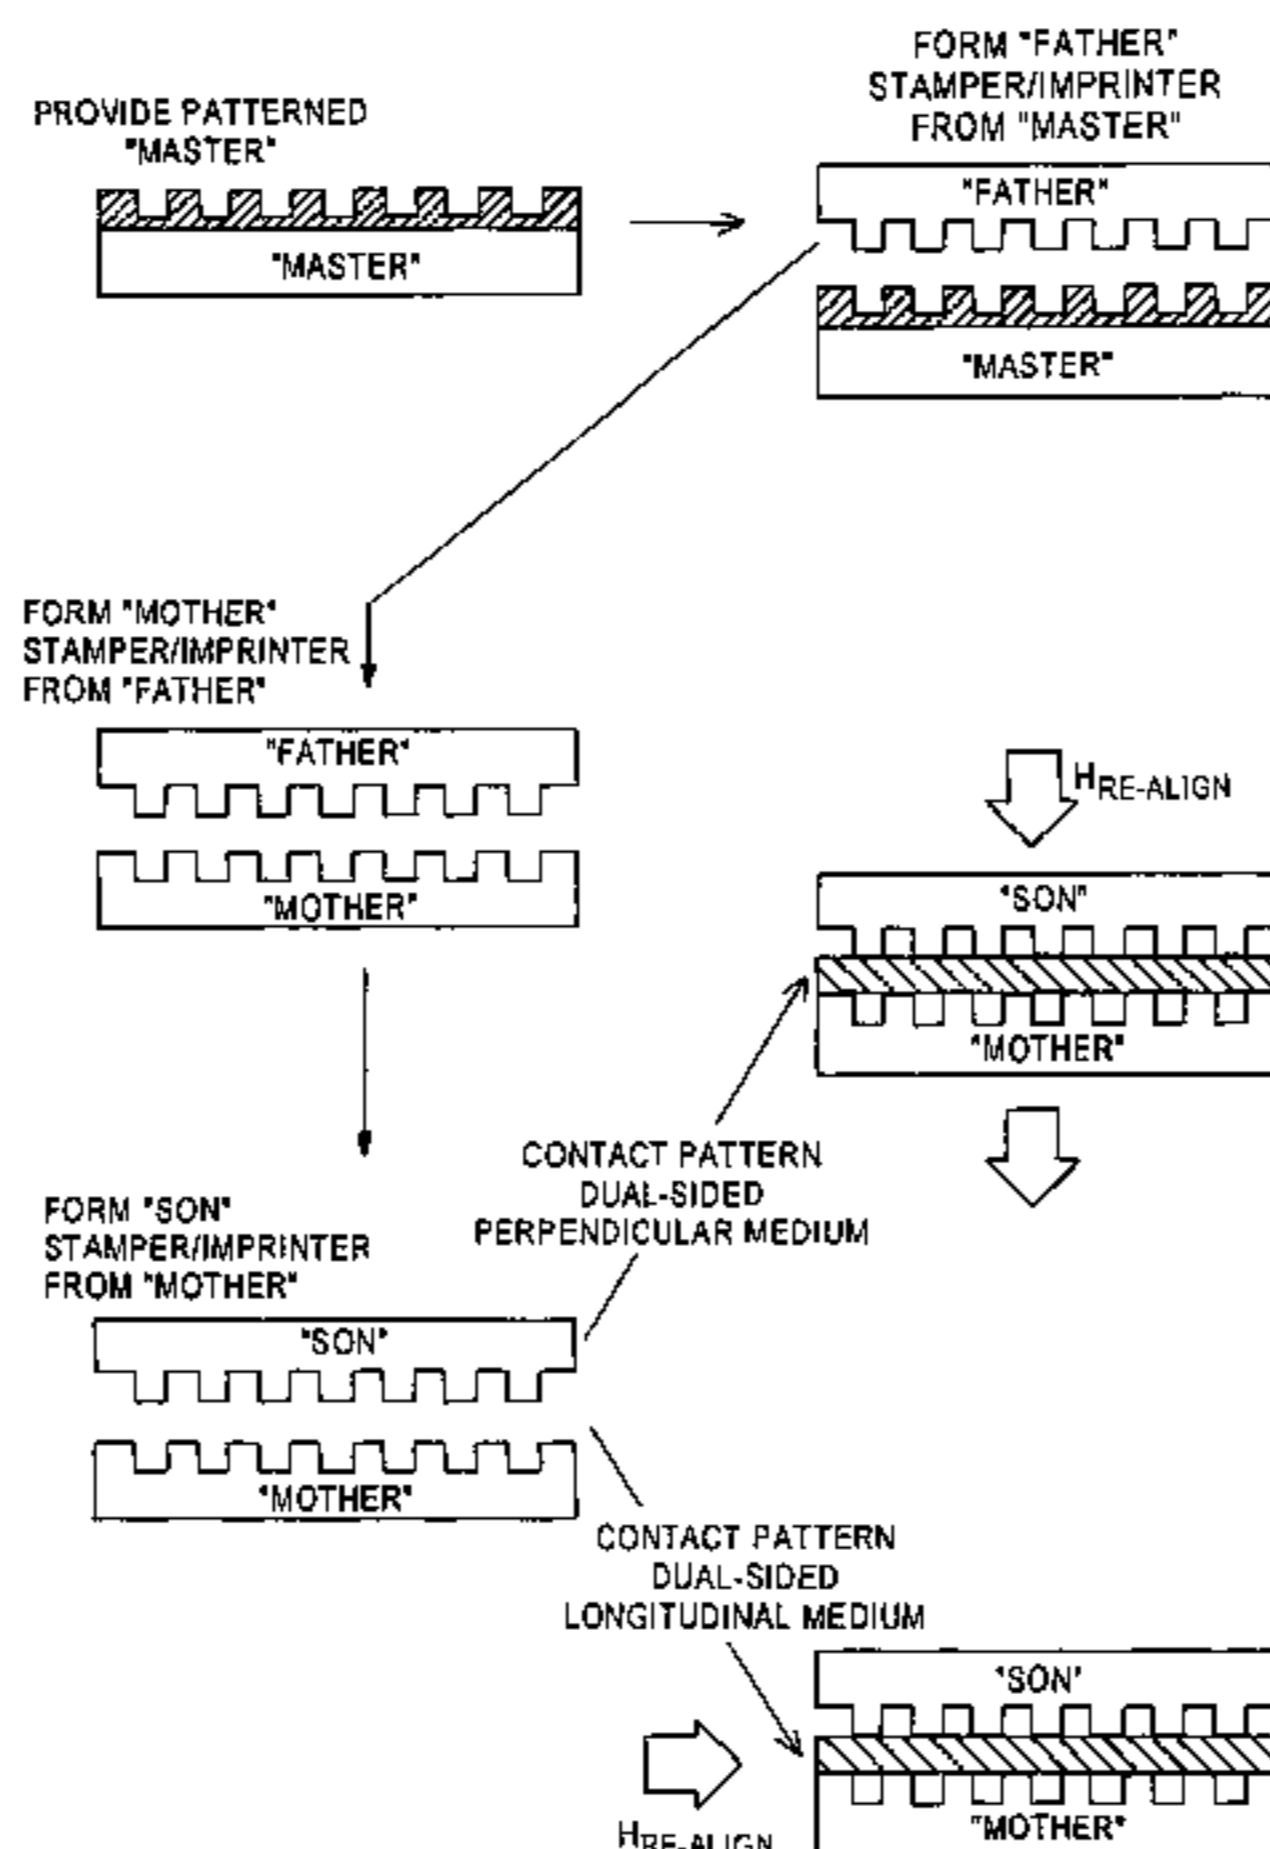 PROVIDE PATTERNED
"MASTER"
"MASTER"
FORM "FATHER"
STAMPER/IMPRINTER
FROM "MASTER"
"FATHER"
"MASTER"
FORM "MOTHER"
STAMPER/IMPRINTER
FROM "FATHER"
"FATHER"
"MOTHER"
HRE-ALIGN
"SON"
"MOTHER"
CONTACT PATTERN
DUAL-SIDED
PERPENDICULAR MEDIUM
FORM "SON"
STAMPER/IMPRINTER
FROM "MOTHER"
"SON"
"MOTHER"
CONTACT PATTERN
DUAL-SIDED
LONGITUDINAL MEDIUM
"SON"
"MOTHER"
HRE-ALIGN